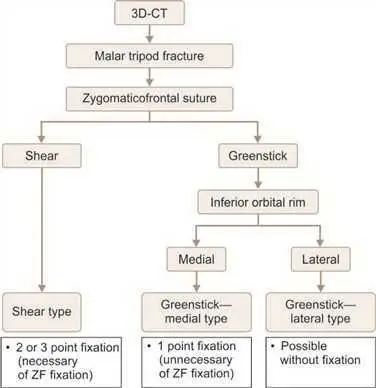 3D-CT
Malar tripod fracture
Zygomaticofrontal suture
Shear
Greenstick
Inferior orbital rim
Medial
Lateral
Shear type
Greenstick—
medial type
Greenstick—
lateral type
• 2 or 3 point fixation
(necessary
of ZF fixation)
• 1 point fixation
(unnecessary
of ZF fixation)
• Possible
without fixation